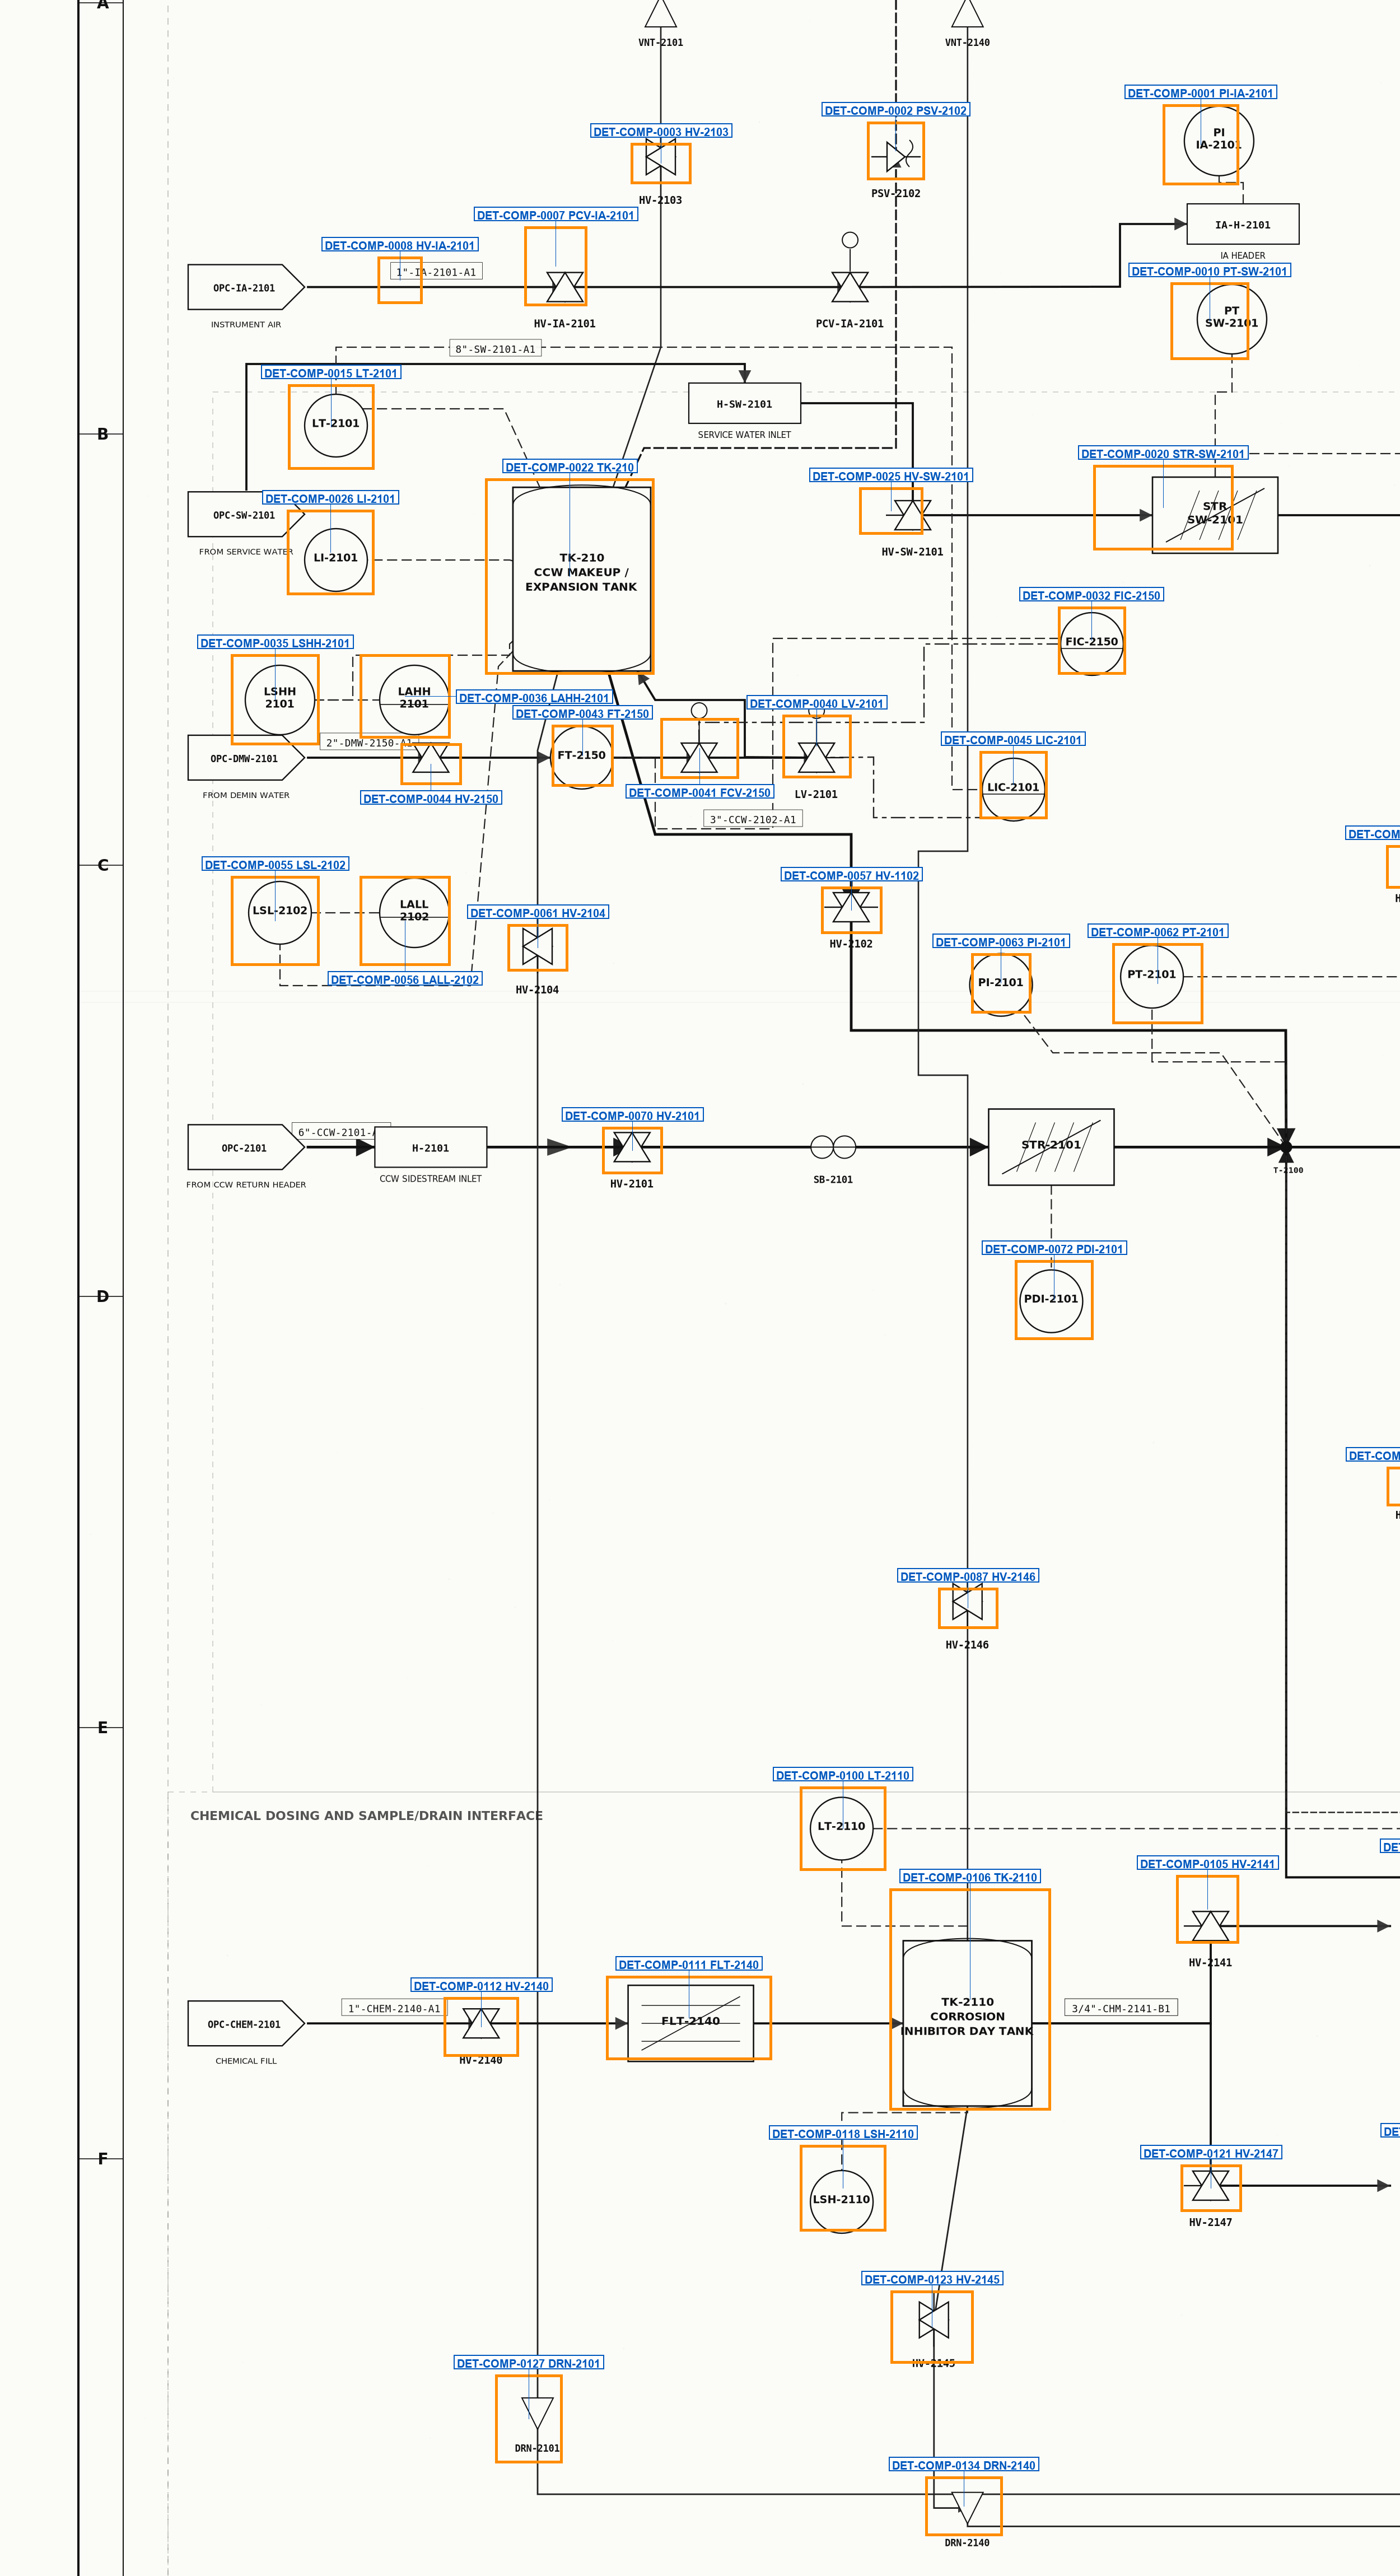 A
VNT-2101
VNT-2140
DET-COMP-0001 PI-IA-2101
PI
IA-2101
DET-COMP-0002 PSV-2102
PSV-2102
DET-COMP-0003 HV-2103
HV-2103
IA-H-2101
IA HEADER
DET-COMP-0007 PCV-IA-2101
DET-COMP-0008 HV-IA-2101
1"-IA-2101-A1
OPC-IA-2101
INSTRUMENT AIR
HV-IA-2101
PCV-IA-2101
DET-COMP-0010 PT-SW-2101
PT
SW-2101
8"-SW-2101-A1
DET-COMP-0015 LT-2101
LT-2101
H-SW-2101
SERVICE WATER INLET
B
DET-COMP-0020 STR-SW-2101
STR
SW-2101
DET-COMP-0022 TK-210
TK-210
CCW MAKEUP /
EXPANSION TANK
DET-COMP-0025 HV-SW-2101
HV-SW-2101
DET-COMP-0026 LI-2101
LI-2101
OPC-SW-2101
FROM SERVICE WATER
DET-COMP-0032 FIC-2150
FIC-2150
DET-COMP-0035 LSHH-2101
LSHH
2101
LAHH
2101
DET-COMP-0036 LAHH-2101
DET-COMP-0040 LV-2101
LV-2101
DET-COMP-0043 FT-2150
FT-2150
DET-COMP-0041 FCV-2150
2"-DMW-2150-A1
OPC-DMW-2101
FROM DEMIN WATER
DET-COMP-0044 HV-2150
DET-COMP-0045 LIC-2101
LIC-2101
3"-CCW-2102-A1
DET-COM
H
C
DET-COMP-0055 LSL-2102
LSL-2102
LALL
2102
DET-COMP-0056 LALL-2102
DET-COMP-0057 HV-1102
HV-2102
DET-COMP-0061 HV-2104
HV-2104
DET-COMP-0062 PT-2101
PT-2101
DET-COMP-0063 PI-2101
PI-2101
DET-COMP-0070 HV-2101
HV-2101
6"-CCW-2101-A
OPC-2101
FROM CCW RETURN HEADER
H-2101
CCW SIDESTREAM INLET
SB-2101
STR-2101
T-2100
DET-COMP-0072 PDI-2101
PDI-2101
D
DET-COM
H
DET-COMP-0087 HV-2146
HV-2146
E
CHEMICAL DOSING AND SAMPLE/DRAIN INTERFACE
DET-COMP-0100 LT-2110
LT-2110
DET
DET-COMP-0105 HV-2141
HV-2141
DET-COMP-0106 TK-2110
TK-2110
CORROSION
INHIBITOR DAY TANK
DET-COMP-0111 FLT-2140
FLT-2140
DET-COMP-0112 HV-2140
HV-2140
1"-CHEM-2140-A1
OPC-CHEM-2101
CHEMICAL FILL
3/4"-CHM-2141-B1
F
DET-COMP-0118 LSH-2110
LSH-2110
DET
DET-COMP-0121 HV-2147
HV-2147
DET-COMP-0123 HV-2145
HV-2145
DET-COMP-0127 DRN-2101
DRN-2101
DET-COMP-0134 DRN-2140
DRN-2140